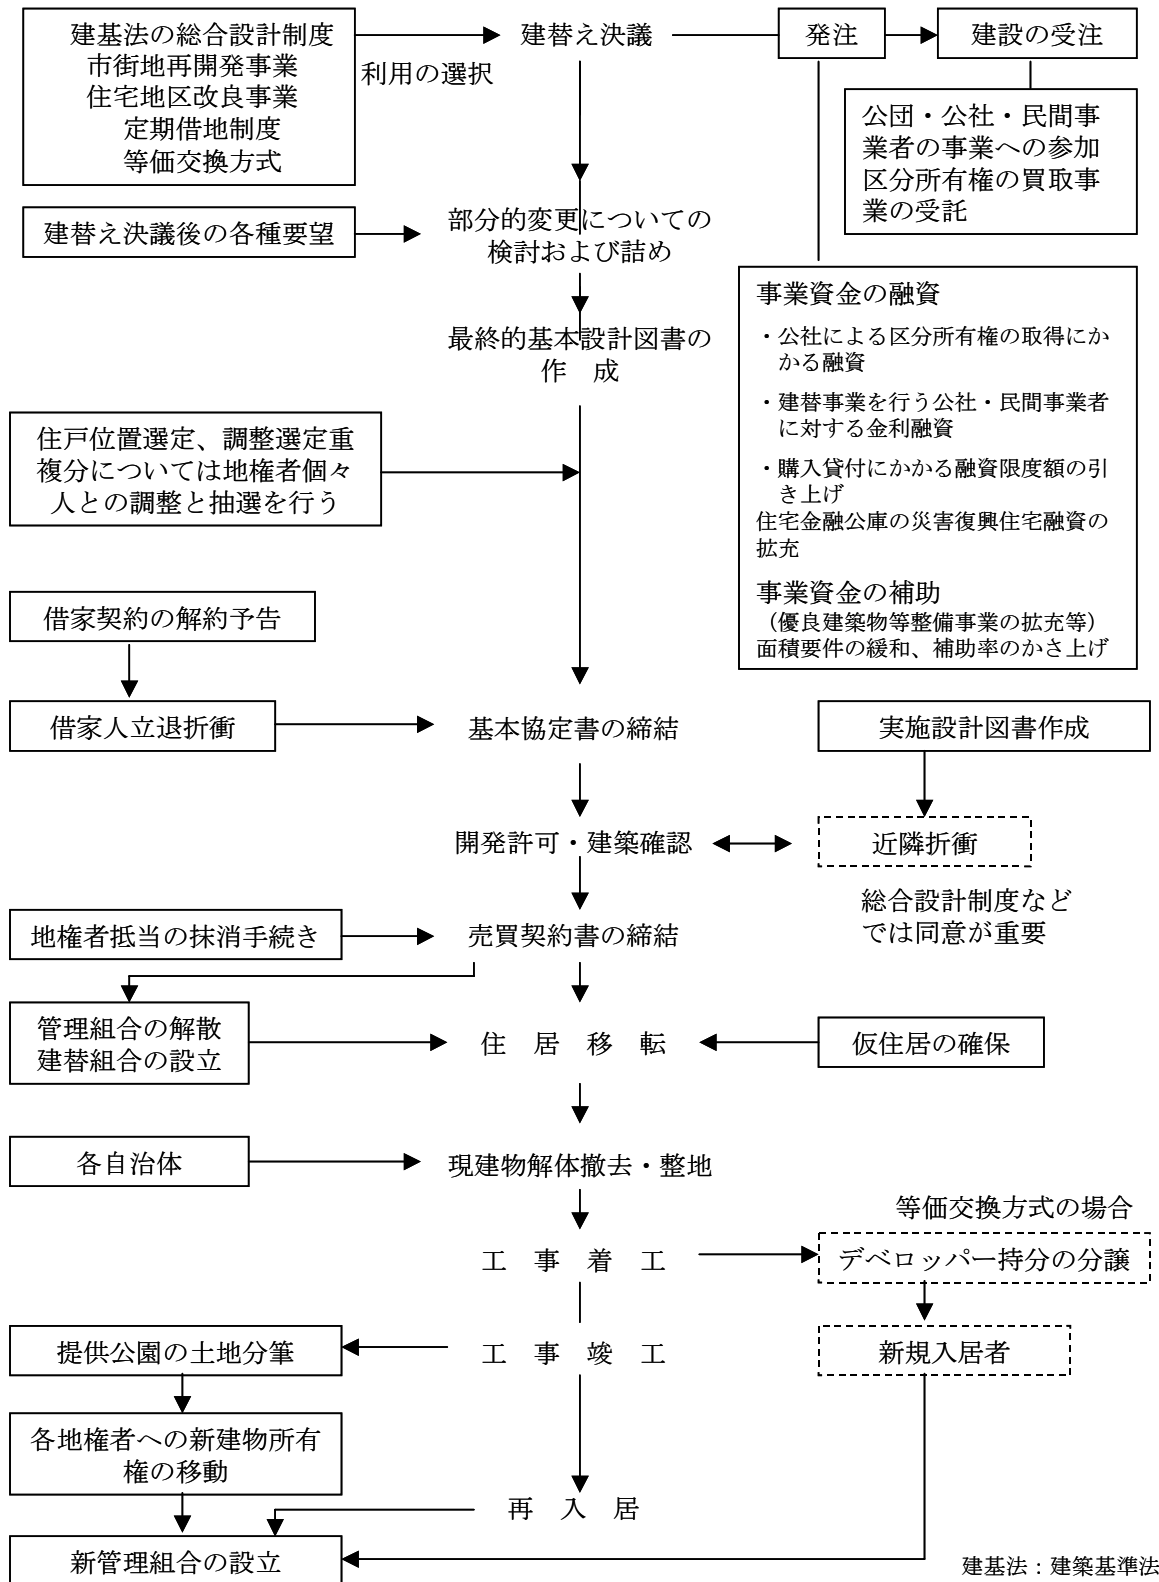 建基法の総合設計制度
市街地再開発事業
住宅地区改良事業
定期借地制度
等価交換方式
利用の選択
建替え決議
発注
建設の受注
公団・公社・民間事
業者の事業への参加
区分所有権の買取事
業の受託
建替え決議後の各種要望
部分的変更についての
検討および詰め
事業資金の融資
・公社による区分所有権の取得にか
かる融資
・建替事業を行う公社・民間事業者
に対する金利融資
・購入貸付にかかる融資限度額の引
き上げ
住宅金融公庫の災害復興住宅融資の
拡充
事業資金の補助
（優良建築物等整備事業の拡充等）
面積要件の緩和、補助率のかさ上げ
最終的基本設計図書の
作　成
住戸位置選定、調整選定重
複分については地権者個々
人との調整と抽選を行う
借家契約の解約予告
借家人立退折衝
基本協定書の締結
実施設計図書作成
開発許可・建築確認
近隣折衝
総合設計制度など
では同意が重要
地権者抵当の抹消手続き
売買契約書の締結
管理組合の解散
建替組合の設立
住　居　移　転
仮住居の確保
各自治体
現建物解体撤去・整地
等価交換方式の場合
工　事　着　工
デベロッパー持分の分譲
提供公園の土地分筆
工　事　竣　工
新規入居者
各地権者への新建物所有
権の移動
再　入　居
新管理組合の設立
建基法：建築基準法